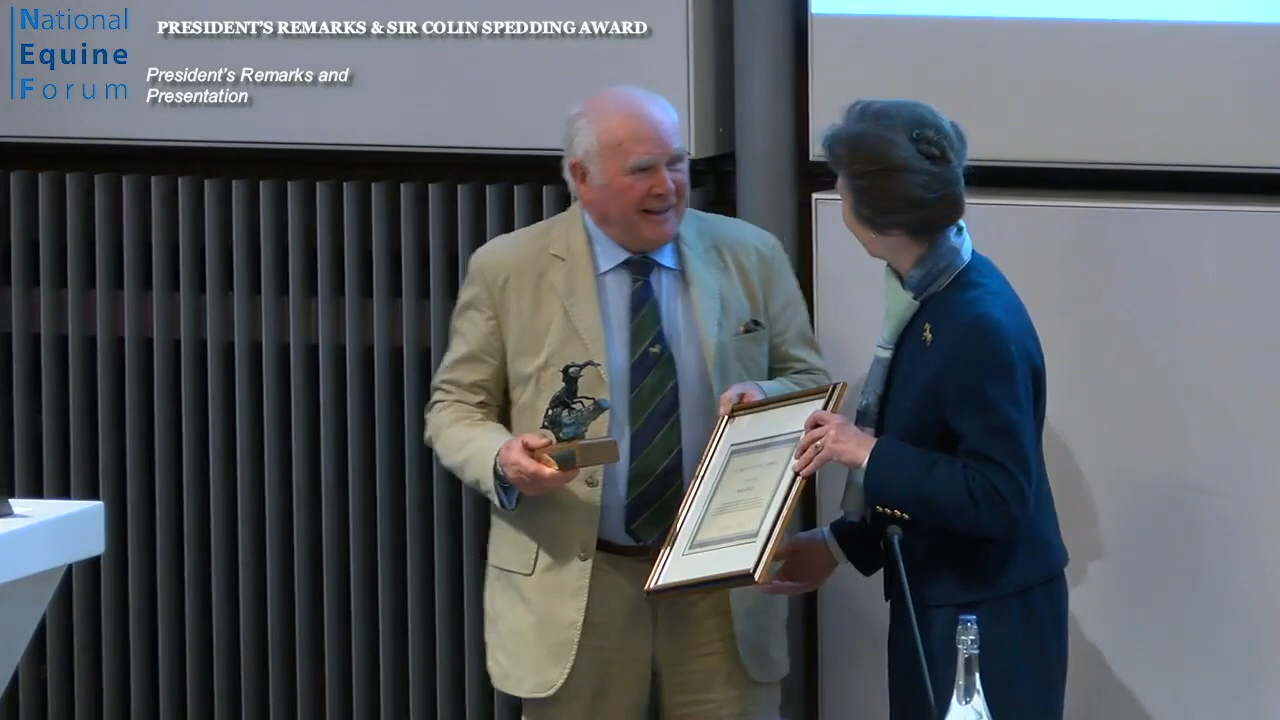 National
Equine
Forum
PRESIDENT'S REMARKS & SIR COLIN SPEDDING AWARD
President's Remarks and
Presentation